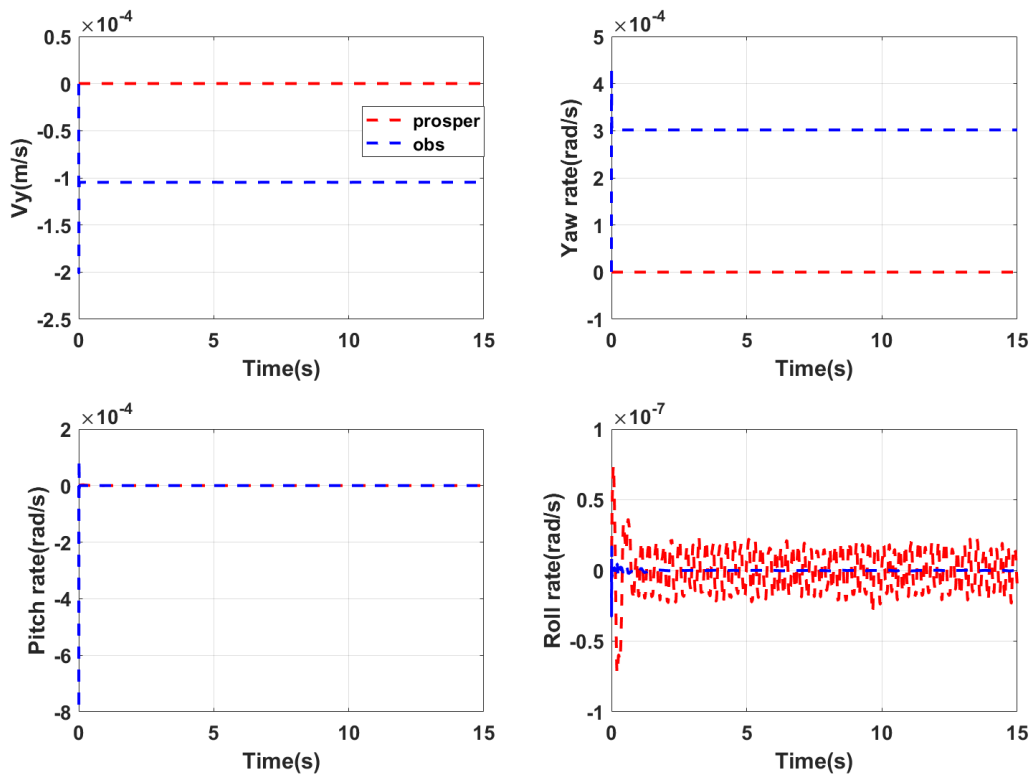 ×10⁻⁴
0.5
0
-0.5
-1
-1.5
-2
-2.5
Vy(m/s)
prosper
obs
0 5 10 15
Time(s)
×10⁻⁴
5
4
3
2
1
0
-1
Yaw rate(rad/s)
0 5 10 15
Time(s)
×10⁻⁴
2
0
-2
-4
-6
-8
Pitch rate(rad/s)
0 5 10 15
Time(s)
×10⁻⁷
1
0.5
0
-0.5
-1
Roll rate(rad/s)
0 5 10 15
Time(s)